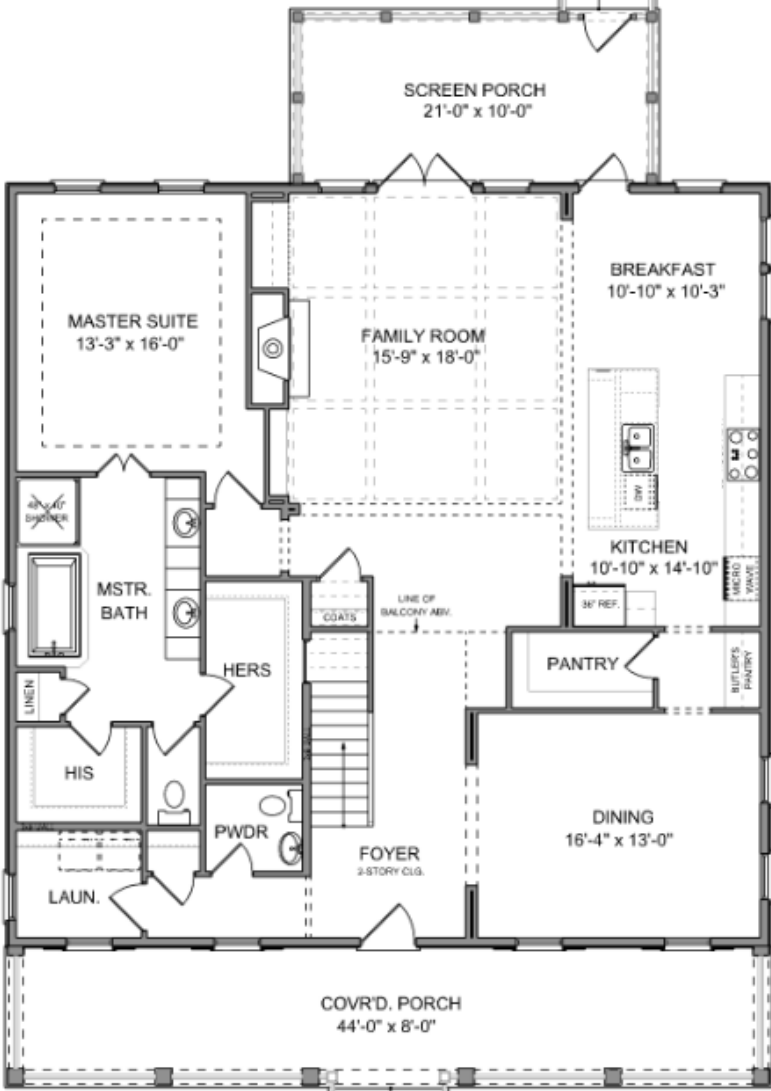 SCREEN PORCH
21'-0" x 10'-0"
BREAKFAST
10'-10" x 10'-3"
MASTER SUITE
13'-3" x 16'-0"
FAMILY ROOM
15'-9" x 18'-0"
48" x 40"
SHOWER
DW
KITCHEN
10'-10" x 14'-10"
MICRO
WAVE
MSTR.
BATH
36" REF.
COATS
LINE OF
BALCONY ABV.
HERS
PANTRY
BUTLER'S
PANTRY
LINEN
HIS
DINING
16'-4" x 13'-0"
PWDR
FOYER
2-STORY CLG.
LAUN.
COVR'D. PORCH
44'-0" x 8'-0"